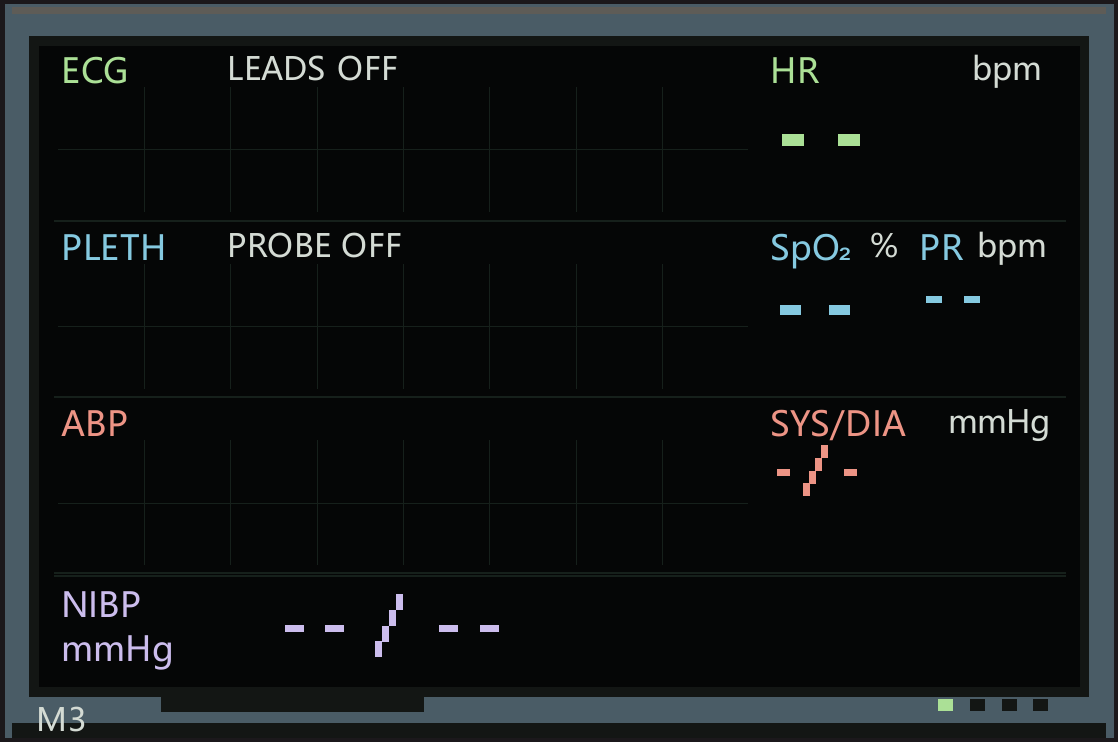 ECG LEADS OFF HR bpm
-- 
PLETH PROBE OFF SpO₂ % PR bpm
-- --
ABP SYS/DIA mmHg
-/-
NIBP
--/--
mmHg
M3